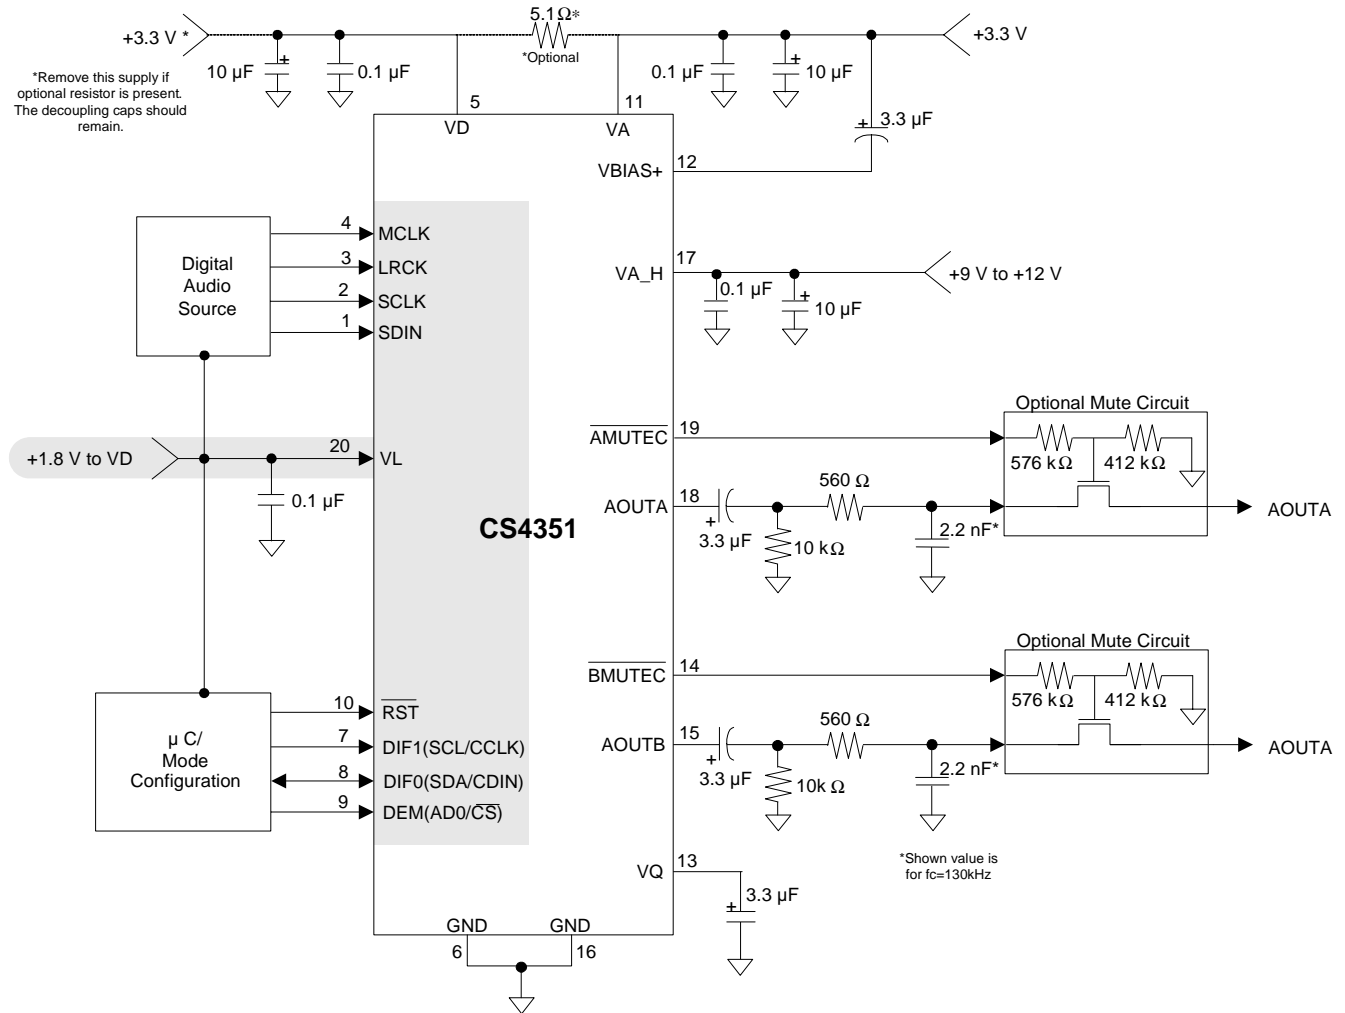 5.1Ω*
+3.3 V *
*Optional
+3.3 V
10 µF
+
0.1 µF
0.1 µF
+
10 µF
*Remove this supply if
optional resistor is present.
The decoupling caps should
remain.
5
11
VD
VA
+
3.3 µF
VBIAS+
12
4
MCLK
3
LRCK
2
SCLK
1
SDIN
Digital
Audio
Source
VA_H
17
+9 V to +12 V
0.1 µF
+
10 µF
Optional Mute Circuit
AMUTEC
19
576 kΩ
412 kΩ
+1.8 V to VD
20
VL
0.1 µF
CS4351
AOUTA
18
560 Ω
+
3.3 µF
10 kΩ
2.2 nF*
AOUTA
Optional Mute Circuit
BMUTEC
14
576 kΩ
412 kΩ
µ C/
Mode
Configuration
10
RST
7
DIF1(SCL/CCLK)
8
DIF0(SDA/CDIN)
9
DEM(AD0/CS)
AOUTB
15
560 Ω
+
3.3 µF
10k Ω
2.2 nF*
AOUTA
*Shown value is
for fc=130kHz
VQ
13
+
3.3 µF
GND
GND
6
16